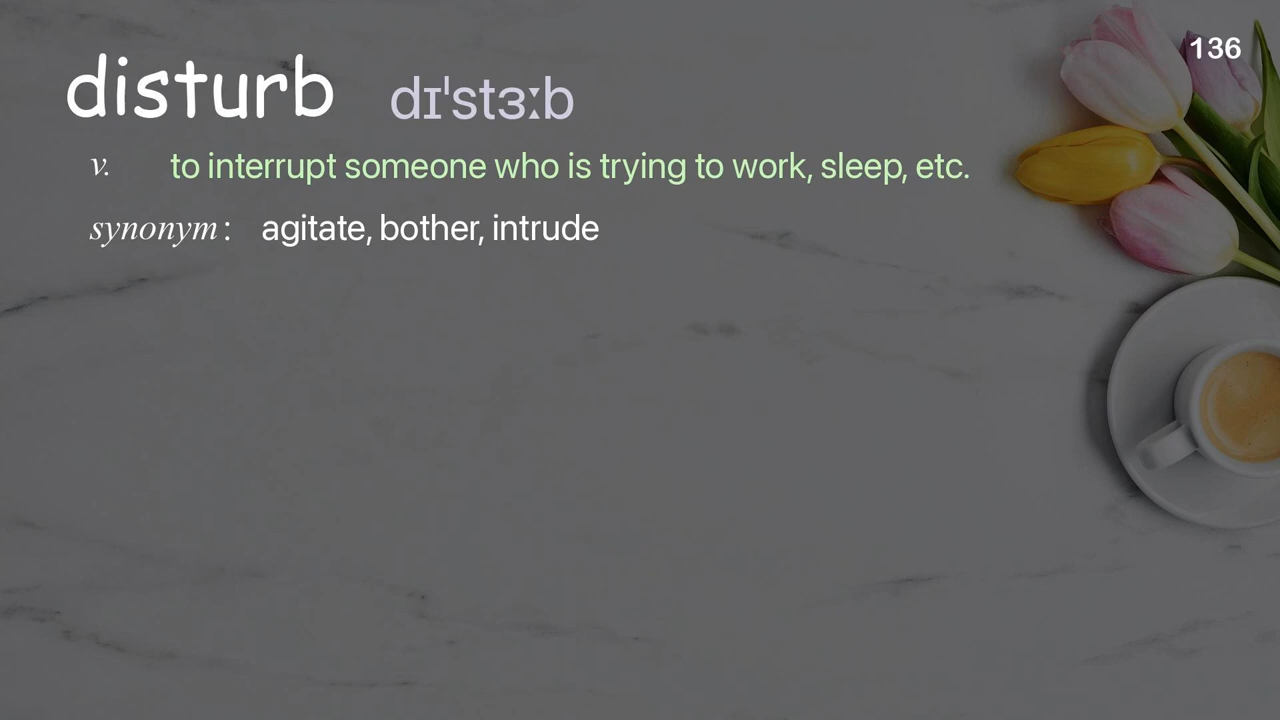 136
disturb dɪˈstɜːb
v. to interrupt someone who is trying to work, sleep, etc.
synonym : agitate, bother, intrude